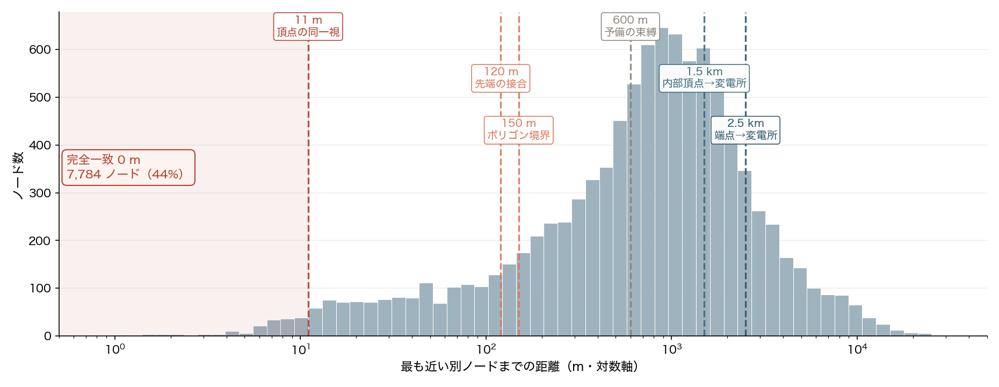 11 m
頂点の同一視
600 m
予備の束縛
120 m
先端の接合
1.5 km
内部頂点→変電所
150 m
ポリゴン境界
2.5 km
端点→変電所
完全一致 0 m
7,784 ノード（44%）
ノード数
600
500
400
300
200
100
0
10⁰
10¹
10²
10³
10⁴
最も近い別ノードまでの距離（m・対数軸）